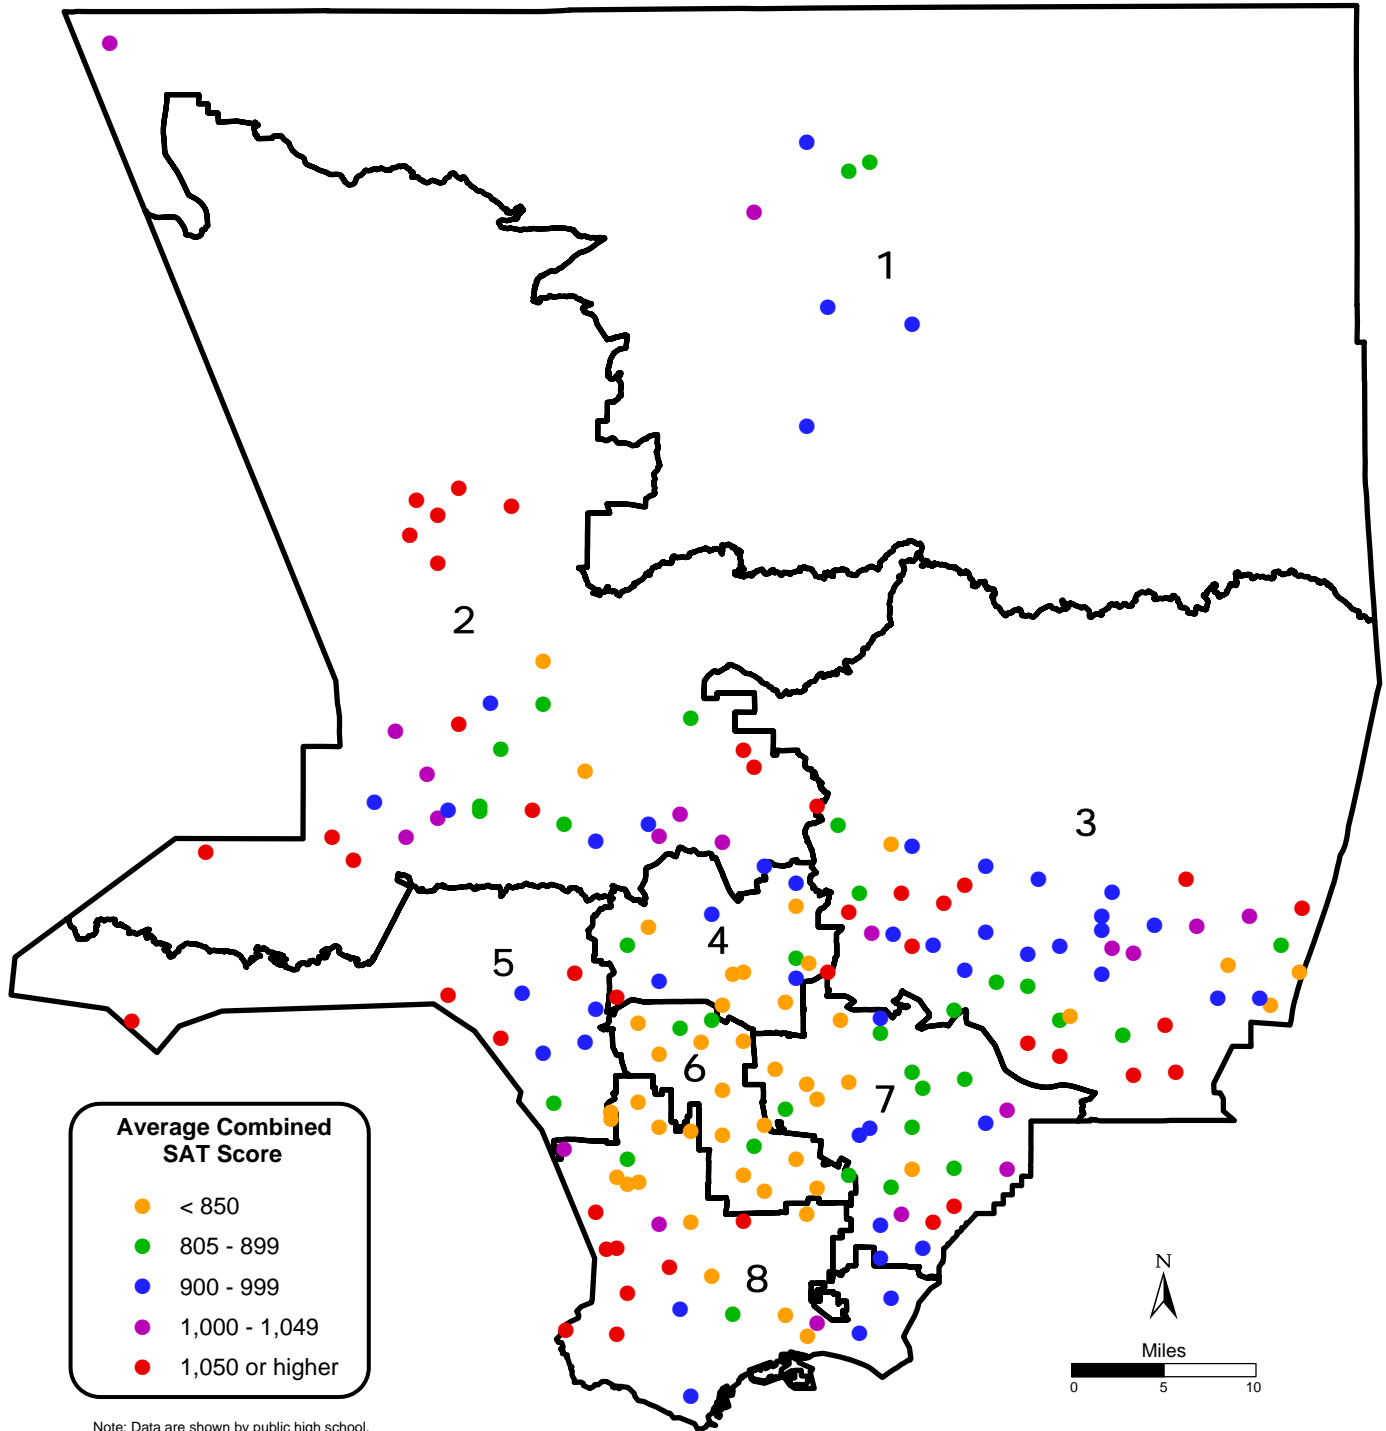 1
2
3
4
5
6
7
8
Average Combined
SAT Score
< 850
805 - 899
900 - 999
1,000 - 1,049
1,050 or higher
N
Miles
0 5 10
Note: Data are shown by public high school.